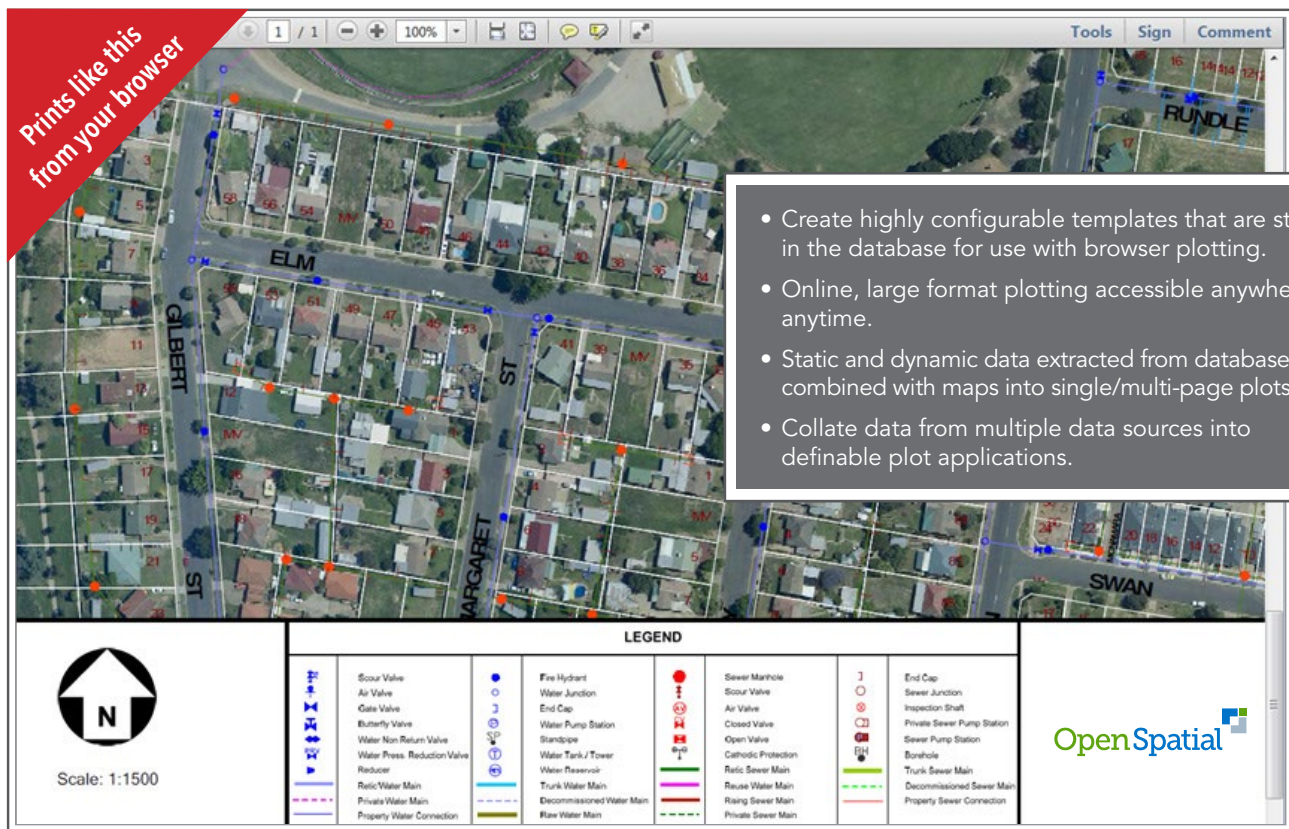 Prints like this
from your browser
1 / 1
100%
Tools Sign Comment
RUNDLE
ELM
GILBERT
ST
ST
MARGARET
SWAN
• Create highly configurable templates that are st
in the database for use with browser plotting.
• Online, large format plotting accessible anywhe
anytime.
• Static and dynamic data extracted from database
combined with maps into single/multi-page plots
• Collate data from multiple data sources into
definable plot applications.
N
Scale: 1:1500
LEGEND
Scour Valve
Air Valve
Gate Valve
Butterfly Valve
Water Non Return Valve
Water Press. Reduction Valve
Reducer
Retic Water Main
Private Water Main
Property Water Connection
Fire Hydrant
Water Junction
End Cap
Water Pump Station
SP Standpipe
Water Tank / Tower
Water Reservoir
Trunk Water Main
Decommissioned Water Main
Raw Water Main
Sewer Manhole
Scour Valve
Air Valve
Closed Valve
Open Valve
Cathodic Protection
Retic Sewer Main
Reuse Water Main
Rising Sewer Main
Private Sewer Main
End Cap
Sewer Junction
Inspection Shaft
Private Sewer Pump Station
Sewer Pump Station
BH Borehole
Trunk Sewer Main
Decommissioned Sewer Main
Property Sewer Connection
Open Spatial